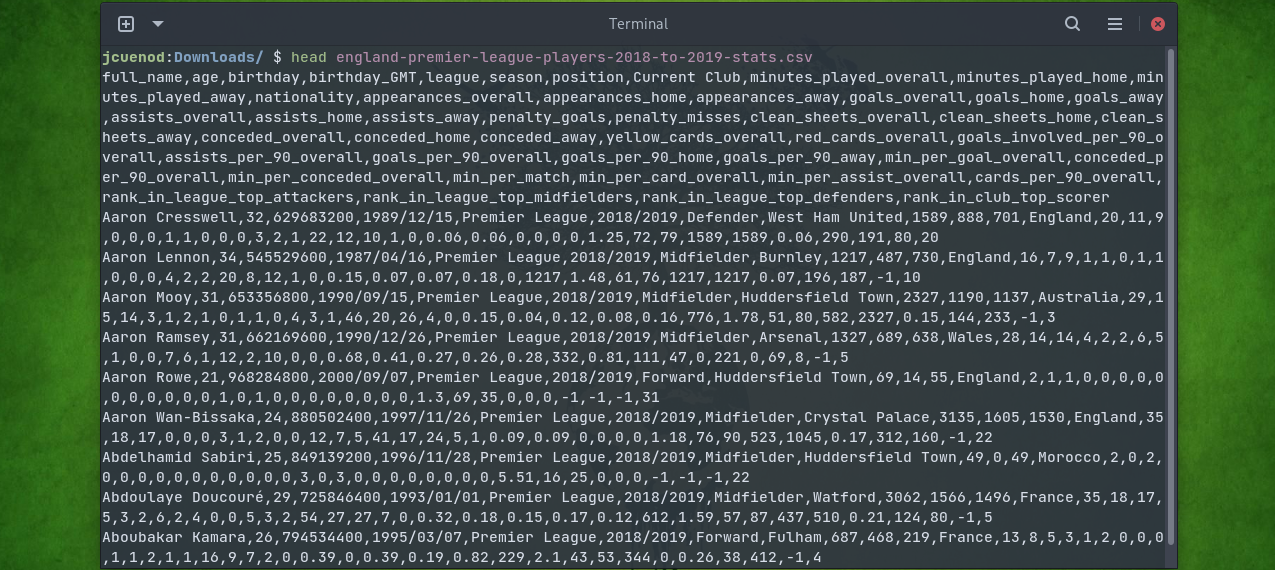 Terminal
jcuenod:Downloads/ $ head england-premier-league-players-2018-to-2019-stats.csv
full_name,age,birthday,birthday_GMT,league,season,position,Current Club,minutes_played_overall,minutes_played_home,min
utes_played_away,nationality,appearances_overall,appearances_home,appearances_away,goals_overall,goals_home,goals_away
,assists_overall,assists_home,assists_away,penalty_goals,penalty_misses,clean_sheets_overall,clean_sheets_home,clean_s
heets_away,conceded_overall,conceded_home,conceded_away,yellow_cards_overall,red_cards_overall,goals_involved_per_90_o
verall,assists_per_90_overall,goals_per_90_overall,goals_per_90_home,goals_per_90_away,min_per_goal_overall,conceded_p
er_90_overall,min_per_conceded_overall,min_per_match,min_per_card_overall,min_per_assist_overall,cards_per_90_overall,
rank_in_league_top_attackers,rank_in_league_top_midfielders,rank_in_league_top_defenders,rank_in_club_top_scorer
Aaron Cresswell,32,629683200,1989/12/15,Premier League,2018/2019,Defender,West Ham United,1589,888,701,England,20,11,9
,0,0,0,1,1,0,0,0,3,2,1,22,12,10,1,0,0.06,0.06,0,0,0,0,1.25,72,79,1589,1589,0.06,290,191,80,20
Aaron Lennon,34,545529600,1987/04/16,Premier League,2018/2019,Midfielder,Burnley,1217,487,730,England,16,7,9,1,1,0,1,1
,0,0,0,4,2,2,20,8,12,1,0,0.15,0.07,0.07,0.18,0,1217,1.48,61,76,1217,1217,0.07,196,187,-1,10
Aaron Mooy,31,653356800,1990/09/15,Premier League,2018/2019,Midfielder,Huddersfield Town,2327,1190,1137,Australia,29,1
5,14,3,1,2,1,0,1,1,0,4,3,1,46,20,26,4,0,0.15,0.04,0.12,0.08,0.16,776,1.78,51,80,582,2327,0.15,144,233,-1,3
Aaron Ramsey,31,662169600,1990/12/26,Premier League,2018/2019,Midfielder,Arsenal,1327,689,638,Wales,28,14,14,4,2,2,6,5
,1,0,0,7,6,1,12,2,10,0,0,0.68,0.41,0.27,0.26,0.28,332,0.81,111,47,0,221,0,69,8,-1,5
Aaron Rowe,21,968284800,2000/09/07,Premier League,2018/2019,Forward,Huddersfield Town,69,14,55,England,2,1,1,0,0,0,0,0
,0,0,0,0,0,0,1,0,1,0,0,0,0,0,0,0,0,1.3,69,35,0,0,0,-1,-1,-1,31
Aaron Wan-Bissaka,24,880502400,1997/11/26,Premier League,2018/2019,Midfielder,Crystal Palace,3135,1605,1530,England,35
,18,17,0,0,0,3,1,2,0,0,12,7,5,41,17,24,5,1,0.09,0.09,0,0,0,0,1.18,76,90,523,1045,0.17,312,160,-1,22
Abdelhamid Sabiri,25,849139200,1996/11/28,Premier League,2018/2019,Midfielder,Huddersfield Town,49,0,49,Morocco,2,0,2,
0,0,0,0,0,0,0,0,0,0,0,3,0,3,0,0,0,0,0,0,0,0,5.51,16,25,0,0,0,-1,-1,-1,22
Abdoulaye Doucouré,29,725846400,1993/01/01,Premier League,2018/2019,Midfielder,Watford,3062,1566,1496,France,35,18,17,
5,3,2,6,2,4,0,0,5,3,2,54,27,27,7,0,0.32,0.18,0.15,0.17,0.12,612,1.59,57,87,437,510,0.21,124,80,-1,5
Aboubakar Kamara,26,794534400,1995/03/07,Premier League,2018/2019,Forward,Fulham,687,468,219,France,13,8,5,3,1,2,0,0,0
,1,1,2,1,1,16,9,7,2,0,0.39,0,0.39,0.19,0.82,229,2.1,43,53,344,0,0.26,38,412,-1,4